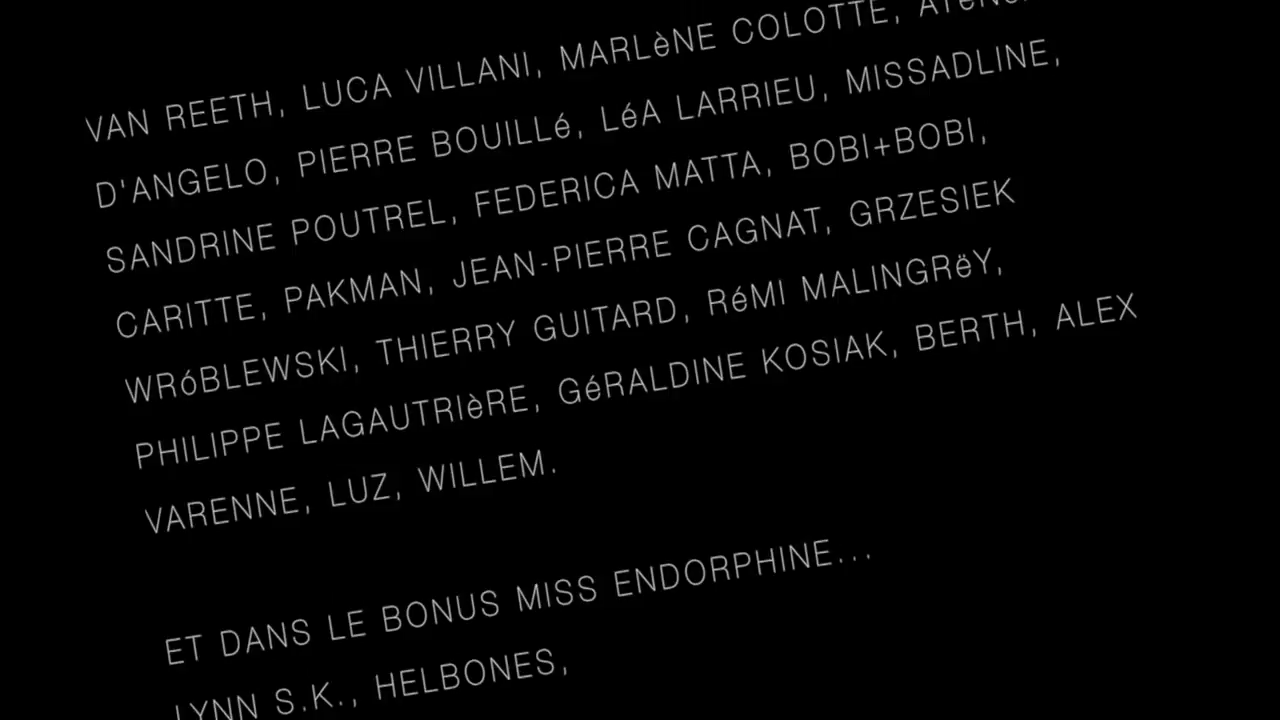 VAN REETH, LUCA VILLANI, MARLèNE COLOTTE,
D'ANGELO, PIERRE BOUILLé, LéA LARRIEU, MISSADLINE,
SANDRINE POUTREL, FEDERICA MATTA, BOBI+BOBI,
CARITTE, PAKMAN, JEAN-PIERRE CAGNAT, GRZESIEK
WRóBLEWSKI, THIERRY GUITARD, RéMI MALINGRëY,
PHILIPPE LAGAUTRIèRE, GéRALDINE KOSIAK, BERTH, ALEX
VARENNE, LUZ, WILLEM.
ET DANS LE BONUS MISS ENDORPHINE...
LYNN S.K., HELBONES,